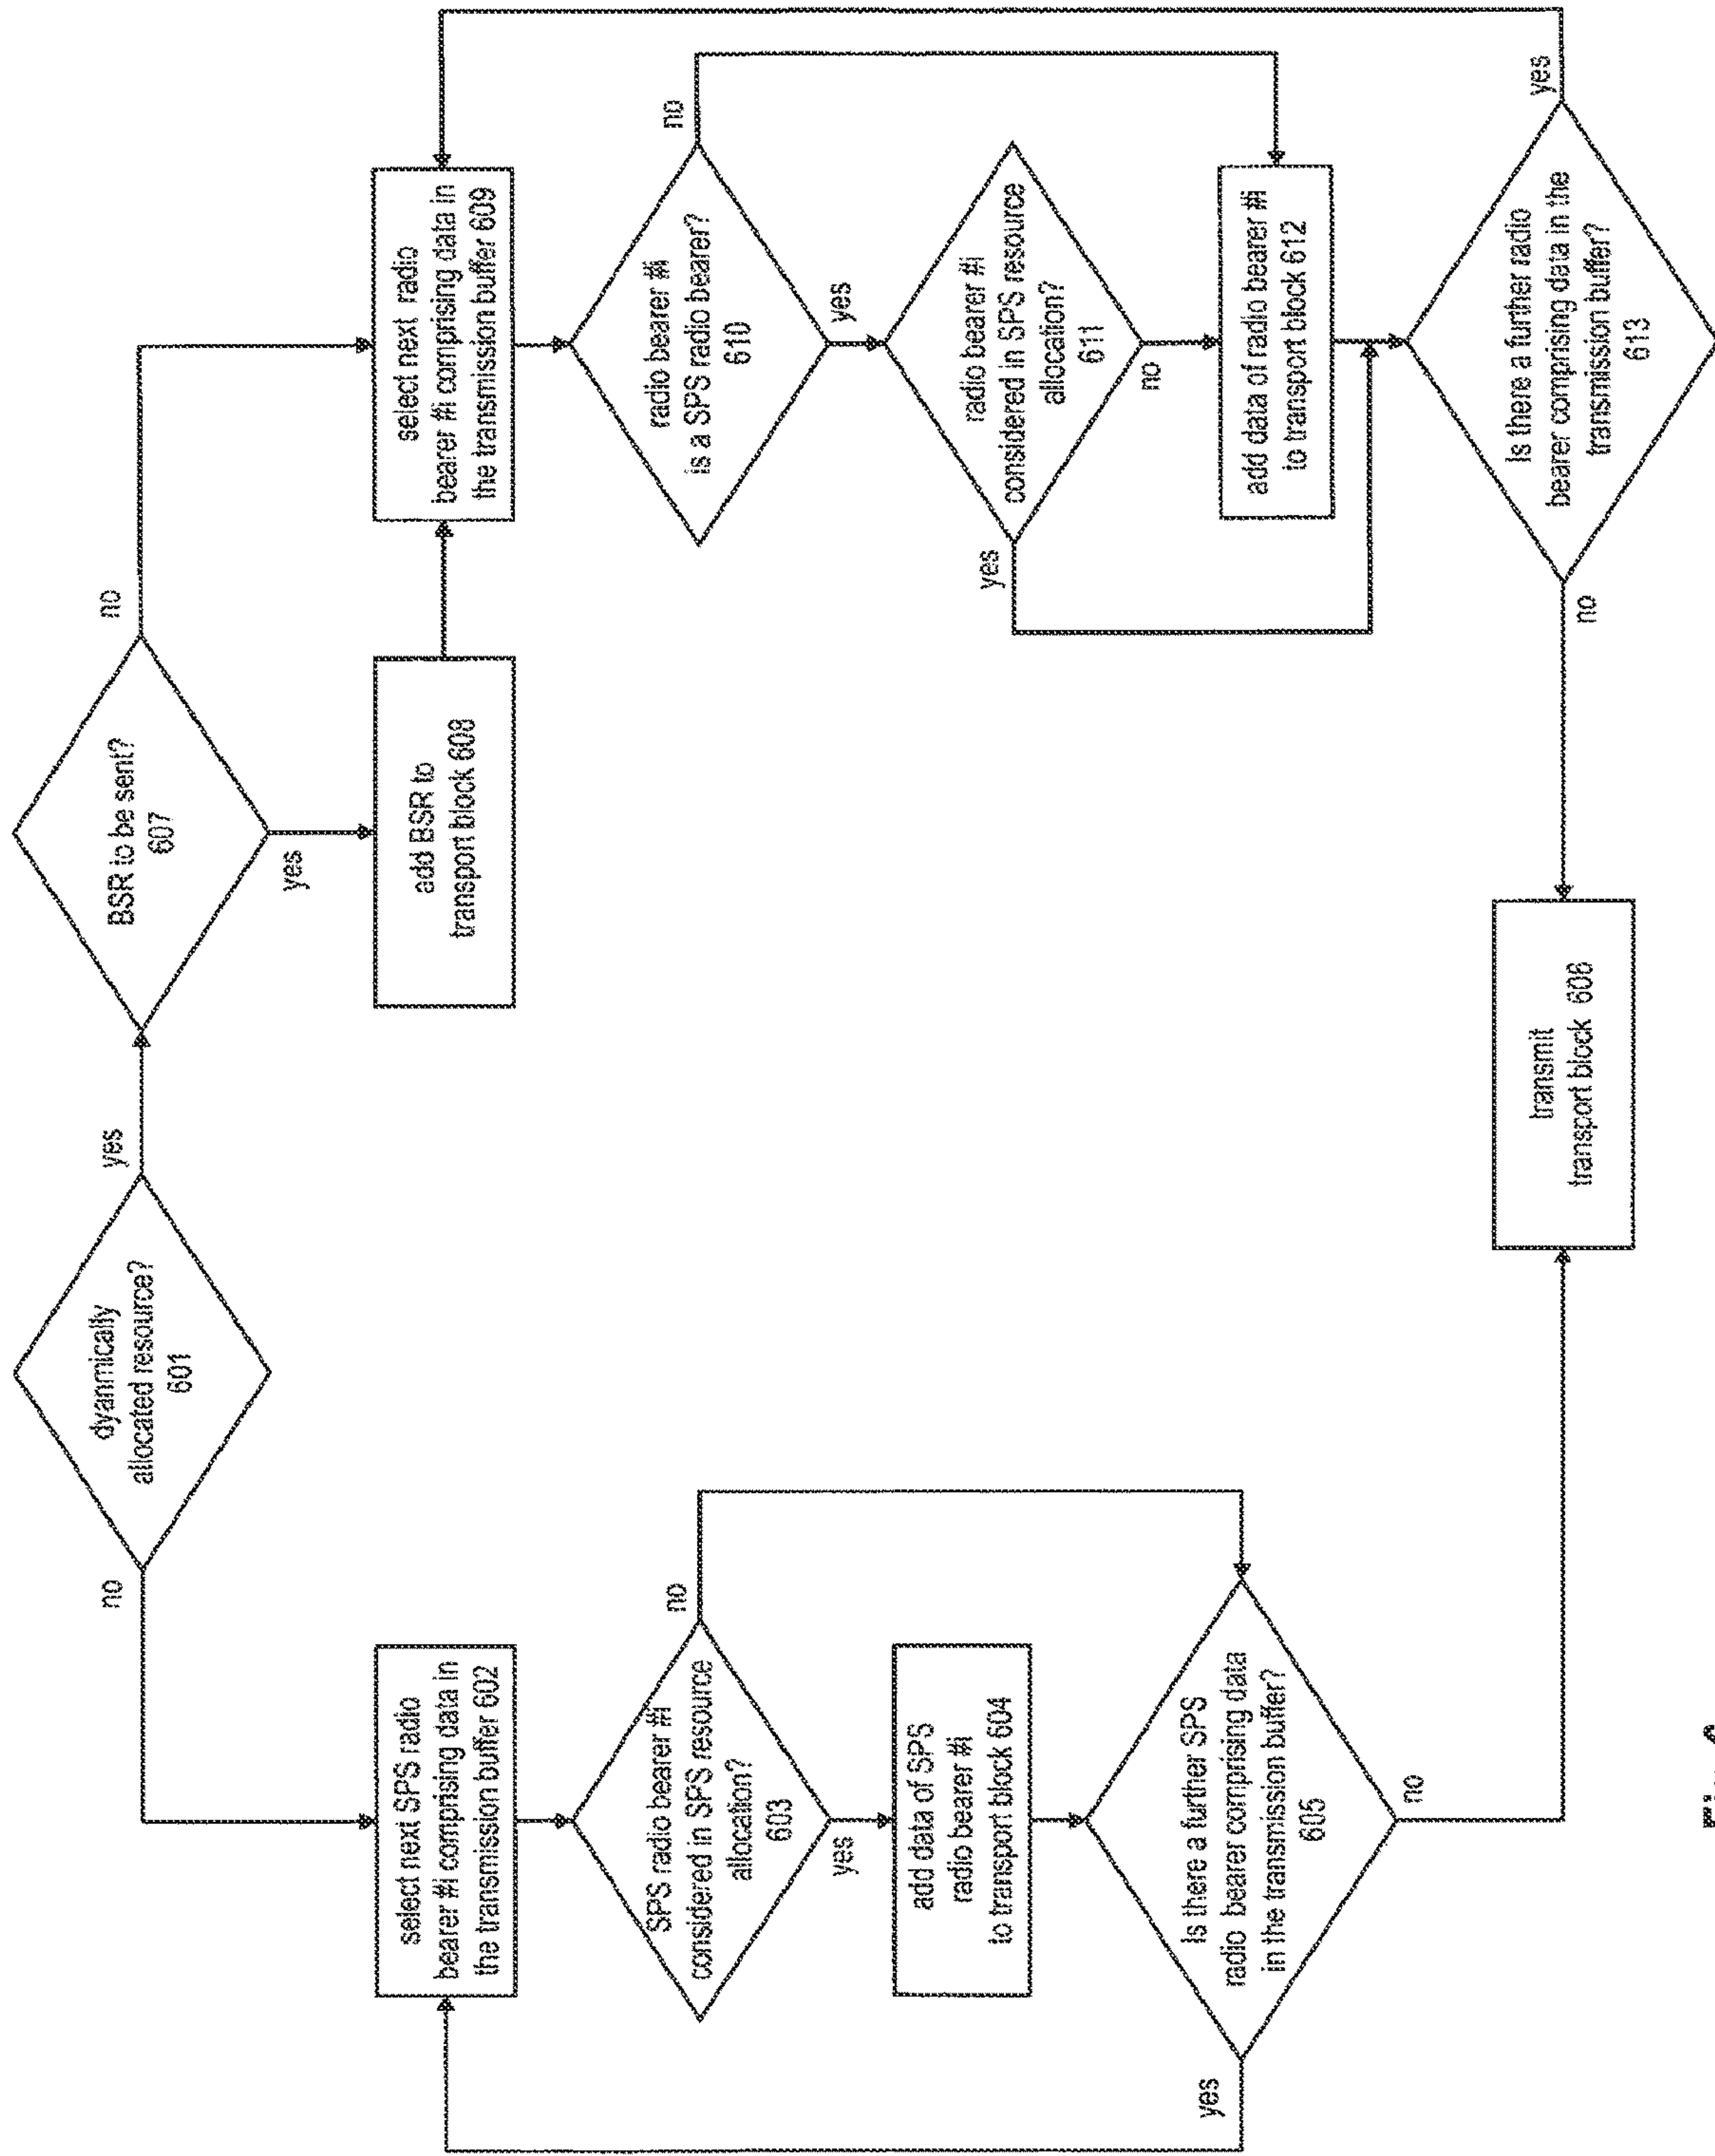 dyanmically
allocated resource?
601
no
yes
select next SPS radio
bearer #i comprising data in
the transmission buffer 602
SPS radio bearer #i
considered in SPS resource
allocation?
603
no
yes
add data of SPS
radio bearer #i
to transport block 604
Is there a further SPS
radio bearer comprising data
in the transmission buffer?
605
yes
no
BSR to be sent?
607
no
yes
add BSR to
transport block 608
select next radio
bearer #i comprising data in
the transmission buffer 609
radio bearer #i
is a SPS radio bearer?
610
no
yes
radio bearer #i
considered in SPS resource
allocation?
611
yes
no
add data of radio bearer #i
to transport block 612
Is there a further radio
bearer comprising data in the
transmission buffer?
613
no
yes
transmit
transport block 606